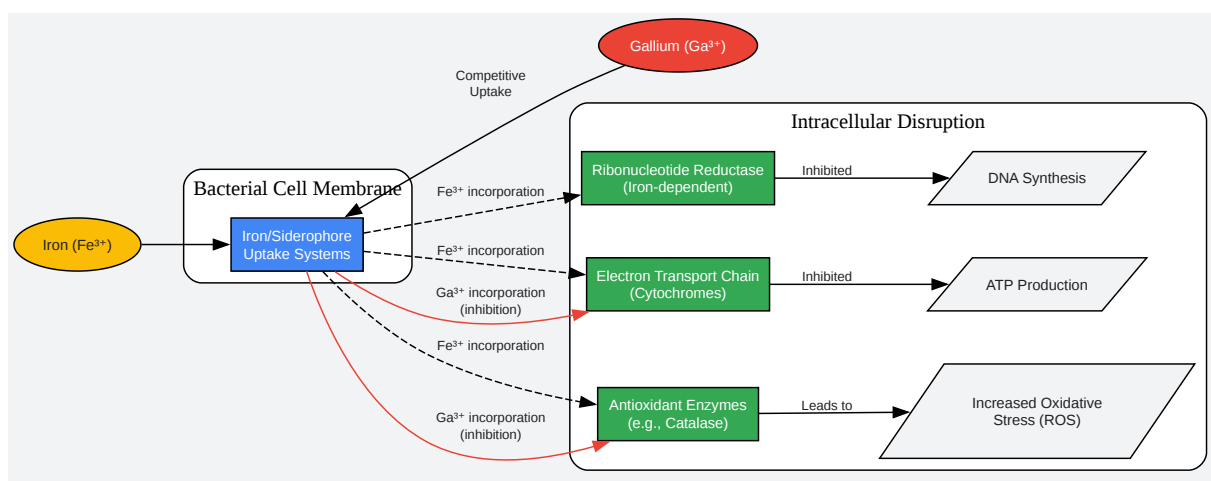 Gallium (Ga³⁺)
Competitive
Uptake
Intracellular Disruption
Bacterial Cell Membrane
Iron (Fe³⁺)
Iron/Siderophore
Uptake Systems
Fe³⁺ incorporation
Ribonucleotide Reductase
(Iron-dependent)
Inhibited
DNA Synthesis
Fe³⁺ incorporation
Electron Transport Chain
(Cytochromes)
Inhibited
ATP Production
Ga³⁺ incorporation
(inhibition)
Fe³⁺ incorporation
Antioxidant Enzymes
(e.g., Catalase)
Leads to
Increased Oxidative
Stress (ROS)
Ga³⁺ incorporation
(inhibition)